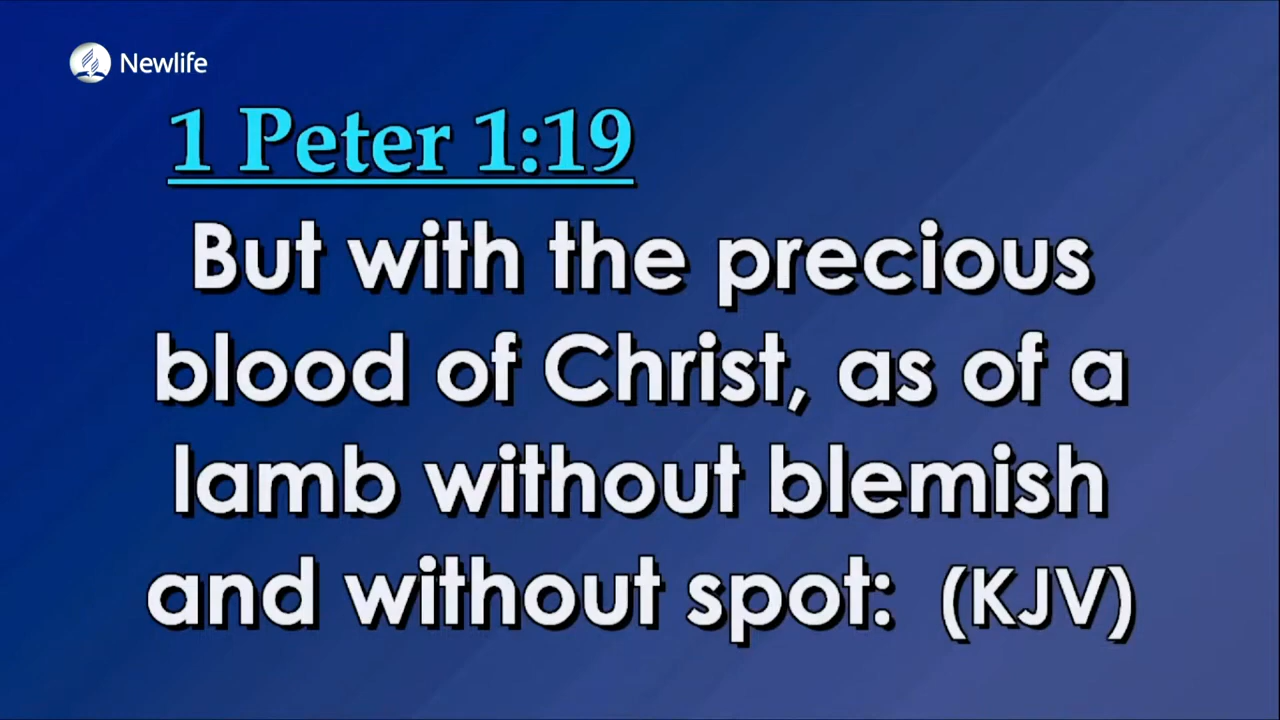 Newlife
1 Peter 1:19
But with the precious
blood of Christ, as of a
lamb without blemish
and without spot: (KJV)